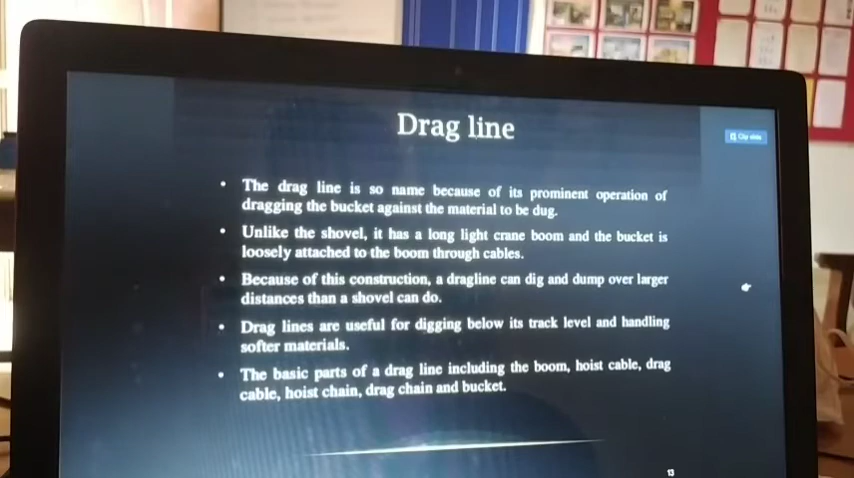 Drag line
Clip slide
• The drag line is so name because of its prominent operation of
dragging the bucket against the material to be dug.
• Unlike the shovel, it has a long light crane boom and the bucket is
loosely attached to the boom through cables.
• Because of this construction, a dragline can dig and dump over larger
distances than a shovel can do.
• Drag lines are useful for digging below its track level and handling
softer materials.
• The basic parts of a drag line including the boom, hoist cable, drag
cable, hoist chain, drag chain and bucket.
13